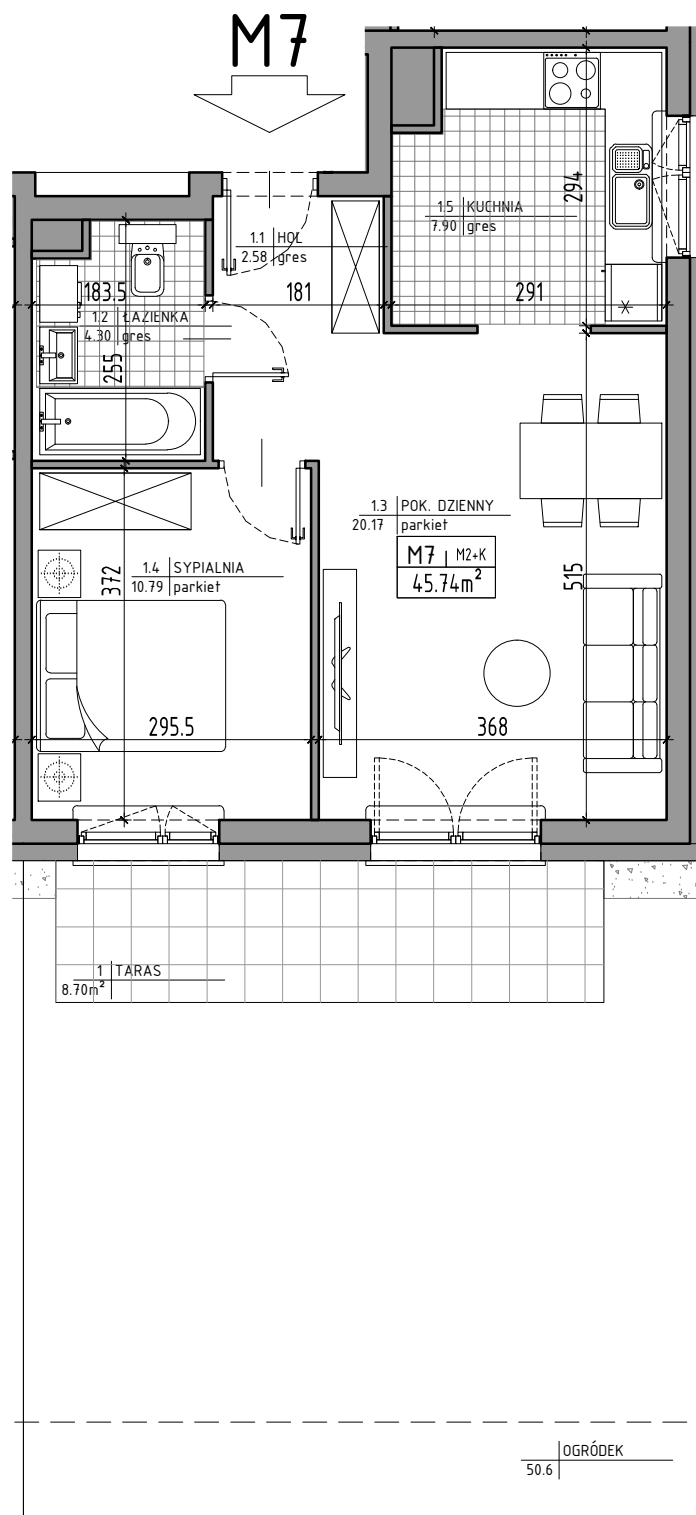 M7
1.5 KUCHNIA
7.90 gres
294
291
1.1 HOL
2.58 gres
181
183.5
1.2 ŁAZIENKA
4.30 gres
255
1.3 POK. DZIENNY
20.17 parkiet
M7 M2+K
45.74m²
515
368
1.4 SYPIALNIA
10.79 parkiet
372
295.5
1 TARAS
8.70m²
OGRÓDEK
50.6